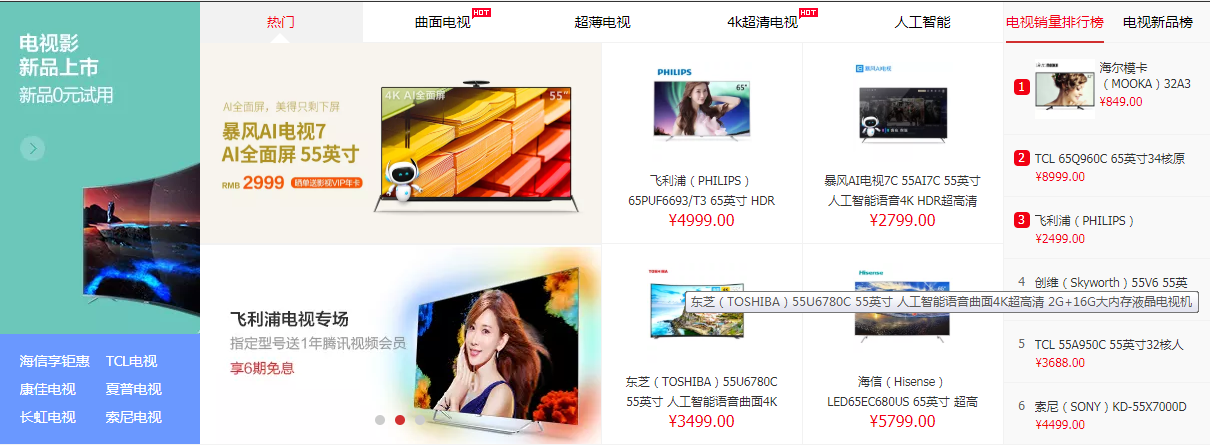 电视影
新品上市
新品0元试用
海信享钜惠 TCL电视
康佳电视 夏普电视
长虹电视 索尼电视
热门 曲面电视 HOT 超薄电视 4k超清电视 HOT 人工智能
AI全面屏，美得只剩下屏
暴风AI电视7
AI全面屏 55英寸
RMB 2999 晒单送影视VIP年卡
4K AI全面屏 55"
PHILIPS
65"
飞利浦（PHILIPS）
65PUF6693/T3 65英寸 HDR
¥4999.00
暴风AI电视
暴风AI电视7C 55AI7C 55英寸
人工智能语音4K HDR超高清
¥2799.00
飞利浦电视专场
指定型号送1年腾讯视频会员
享6期免息
TOSHIBA
东芝（TOSHIBA）55U6780C 55英寸 人工智能语音曲面4K超高清 2G+16G大内存液晶电视机
东芝（TOSHIBA）55U6780C
55英寸 人工智能语音曲面4K
¥3499.00
Hisense
海信（Hisense）
LED65EC680US 65英寸 超高
¥5799.00
电视销量排行榜 电视新品榜
1 海尔模卡
（MOOKA）32A3
¥849.00
2 TCL 65Q960C 65英寸34核原
¥8999.00
3 飞利浦（PHILIPS）
¥2499.00
4 创维（Skyworth）55V6 55英
5 TCL 55A950C 55英寸32核人
¥3688.00
6 索尼（SONY）KD-55X7000D
¥4499.00